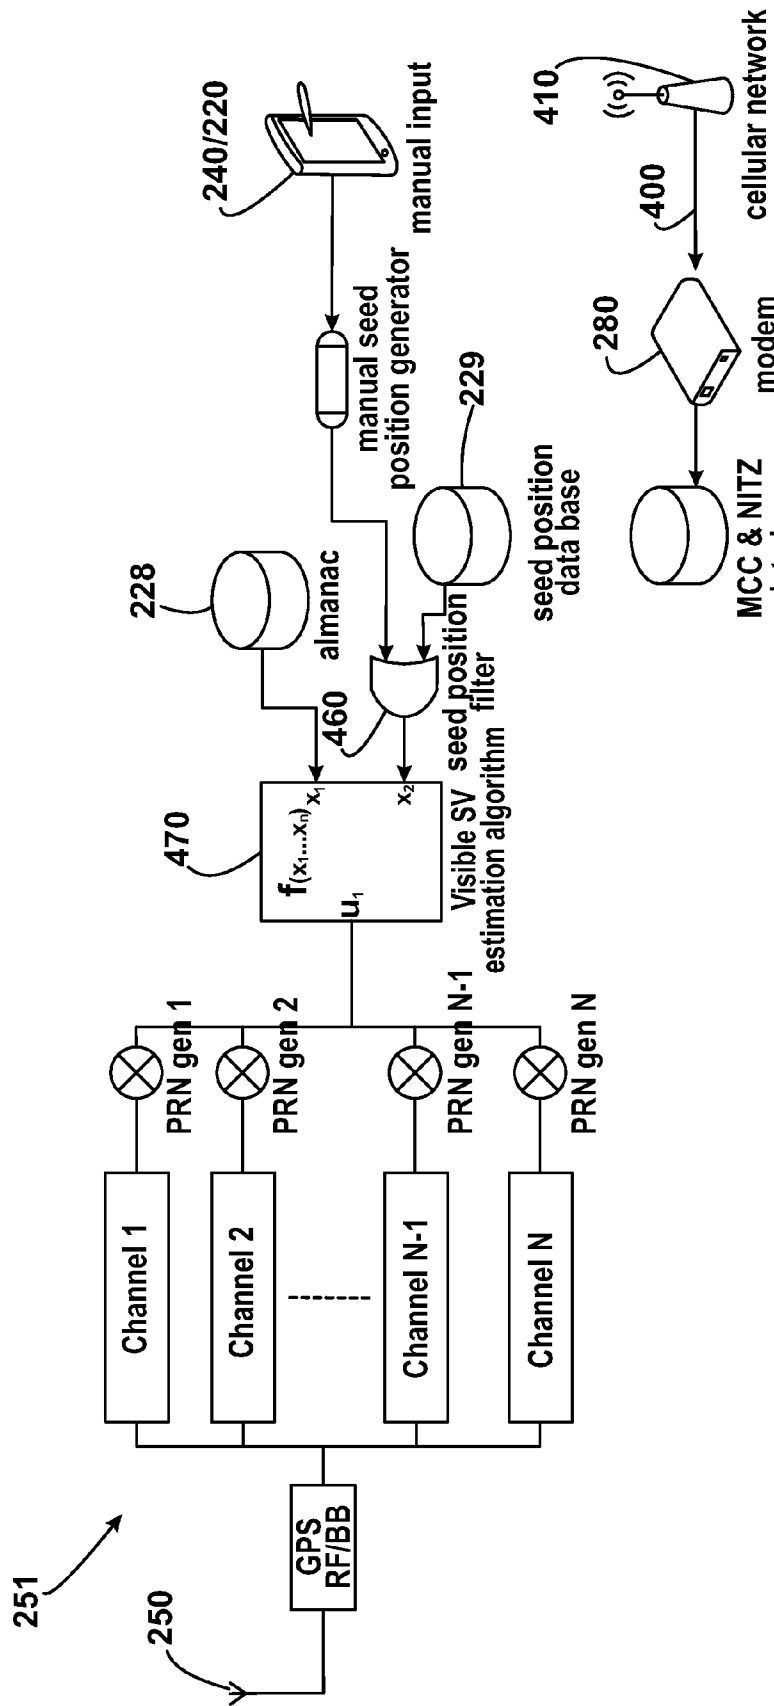 251
250
GPS
RF/BB
Channel 1
Channel 2
Channel N-1
Channel N
PRN gen 1
PRN gen 2
PRN gen N-1
PRN gen N
470
f(x₁...xₙ)
u₁
x₁
x₂
Visible SV
estimation algorithm
228
almanac
460
seed position
filter
manual seed
position generator
240/220
manual input
229
seed position
data base
MCC & NITZ
280
modem
400
410
cellular network